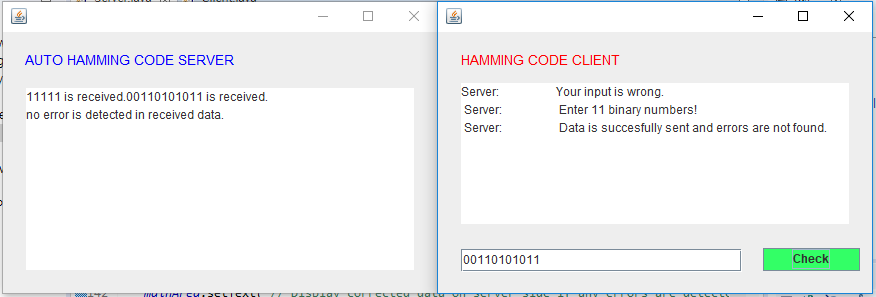 AUTO HAMMING CODE SERVER
11111 is received.00110101011 is received.
no error is detected in received data.
HAMMING CODE CLIENT
Server: Your input is wrong.
Server: Enter 11 binary numbers!
Server: Data is succesfully sent and errors are not found.
00110101011
Check